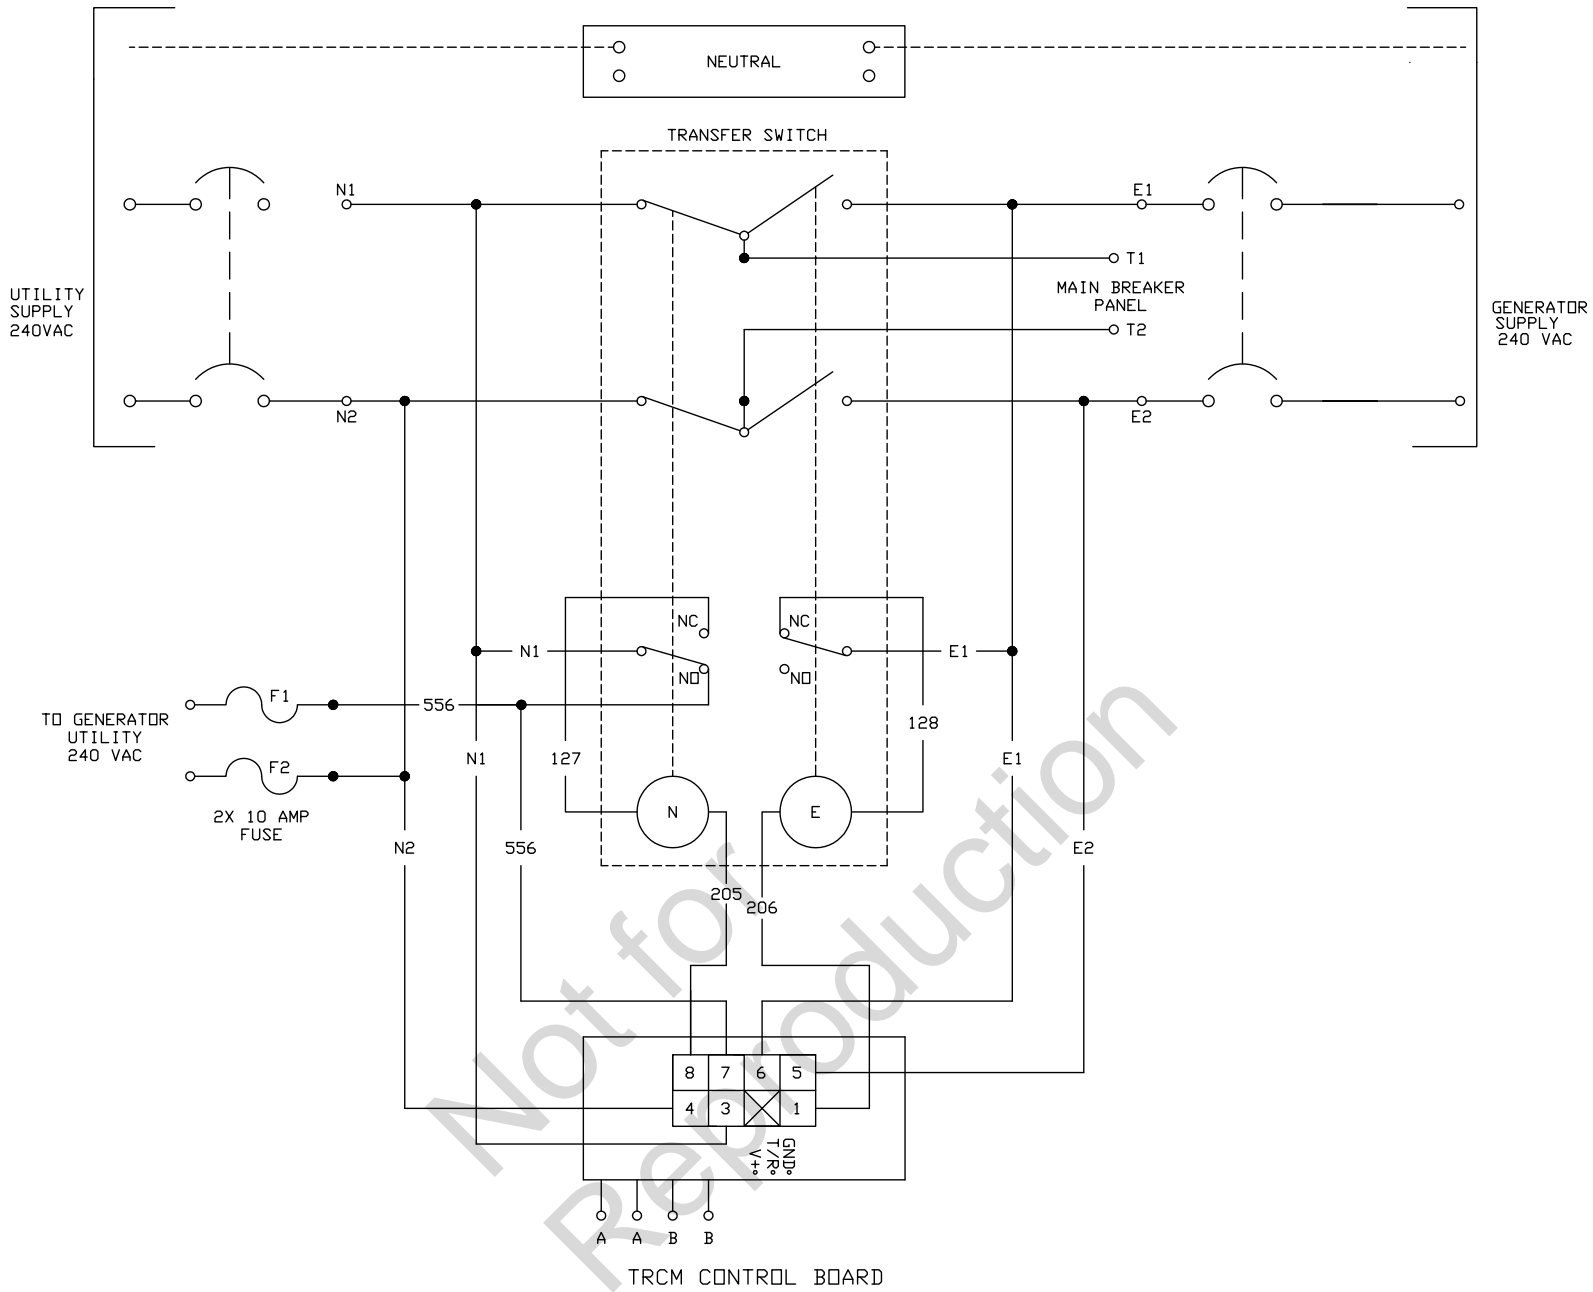 NEUTRAL
TRANSFER SWITCH
N1
E1
T1
MAIN BREAKER
PANEL
T2
UTILITY
SUPPLY
240VAC
GENERATOR
SUPPLY
240 VAC
N2
E2
NC
NC
N1
E1
NO
NO
F1
556
128
TO GENERATOR
UTILITY
240 VAC
N1
127
E1
F2
2X 10 AMP
FUSE
N
E
N2
556
E2
205
206
8 7 6 5
4 3 1
GND
T/R
V+
A A B B
TRCM CONTROL BOARD
Not for
Reproduction